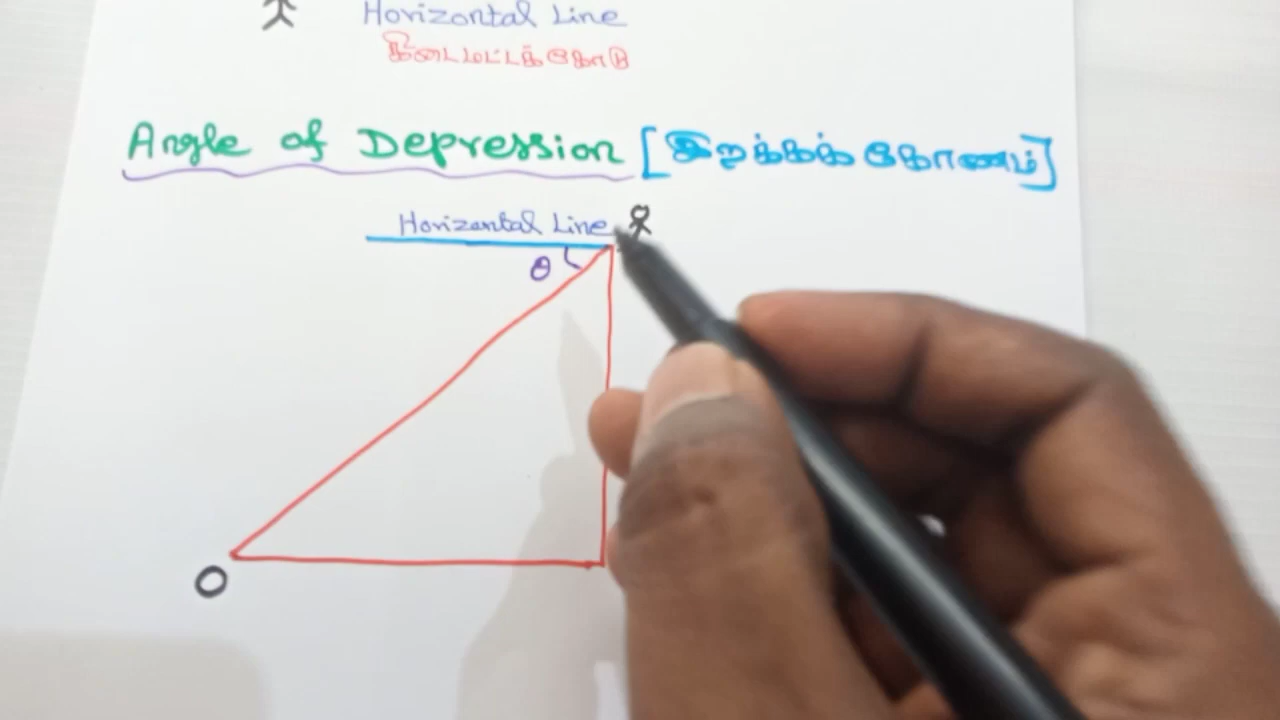 Horizontal Line
கிடைமட்டக்கோடு
Angle of Depression [இறக்கக் கோணம்]
Horizontal Line
θ
O